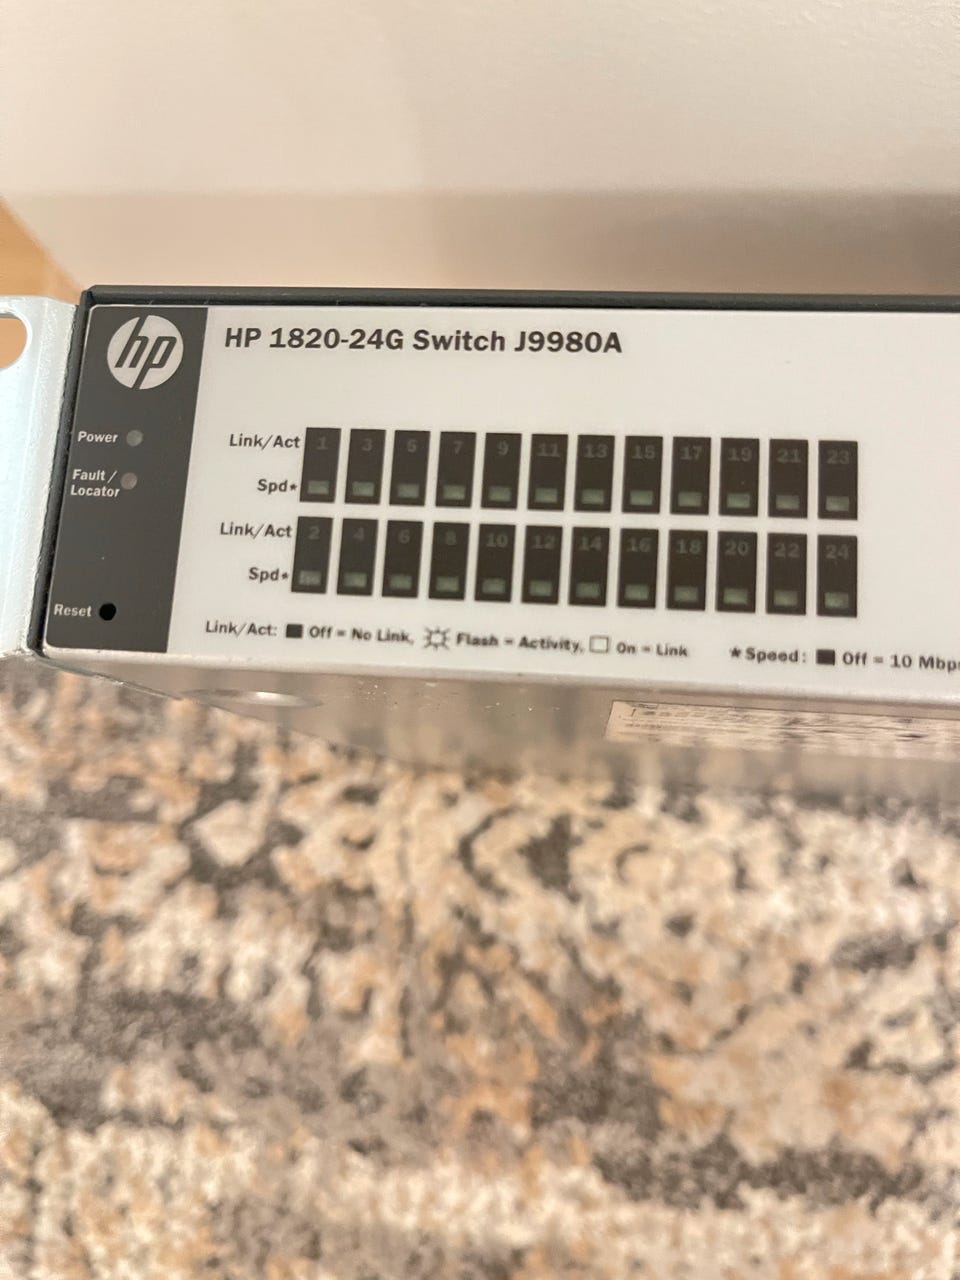 hp
HP 1820-24G Switch J9980A
Power
Fault /
Locator
Reset
Link/Act 1 3 5 7 9 11 13 15 17 19 21 23
Spd*
Link/Act 2 4 6 8 10 12 14 16 18 20 22 24
Spd*
Link/Act: Off = No Link, Flash = Activity, On = Link *Speed: Off = 10 Mbps